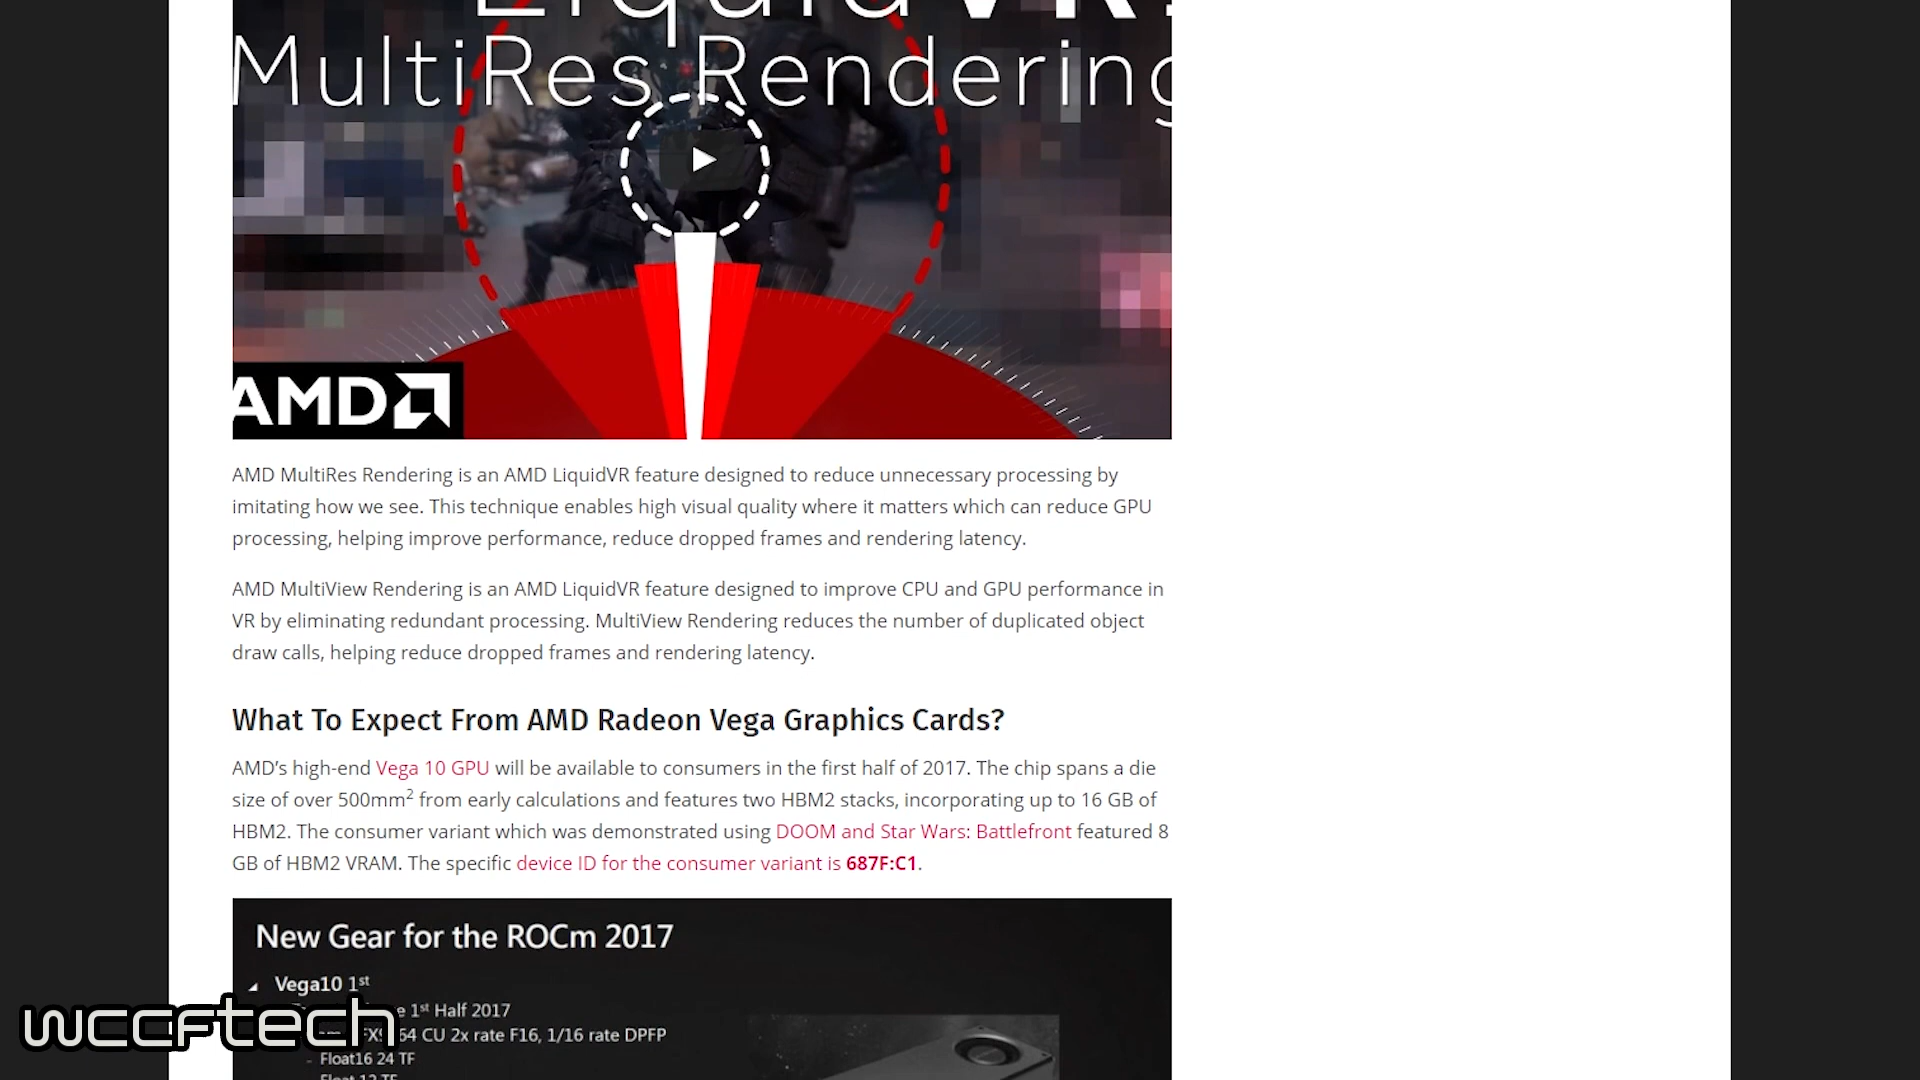 LiquidVR
MultiRes Rendering
AMD
AMD MultiRes Rendering is an AMD LiquidVR feature designed to reduce unnecessary processing by
imitating how we see. This technique enables high visual quality where it matters which can reduce GPU
processing, helping improve performance, reduce dropped frames and rendering latency.
AMD MultiView Rendering is an AMD LiquidVR feature designed to improve CPU and GPU performance in
VR by eliminating redundant processing. MultiView Rendering reduces the number of duplicated object
draw calls, helping reduce dropped frames and rendering latency.
What To Expect From AMD Radeon Vega Graphics Cards?
AMD’s high-end Vega 10 GPU will be available to consumers in the first half of 2017. The chip spans a die
size of over 500mm² from early calculations and features two HBM2 stacks, incorporating up to 16 GB of
HBM2. The consumer variant which was demonstrated using DOOM and Star Wars: Battlefront featured 8
GB of HBM2 VRAM. The specific device ID for the consumer variant is 687F:C1.
New Gear for the ROCm 2017
Vega10 1st
1st Half 2017
64 CU 2x rate F16, 1/16 rate DPFP
- Float16 24 TF
Float 12 TF
wccftech